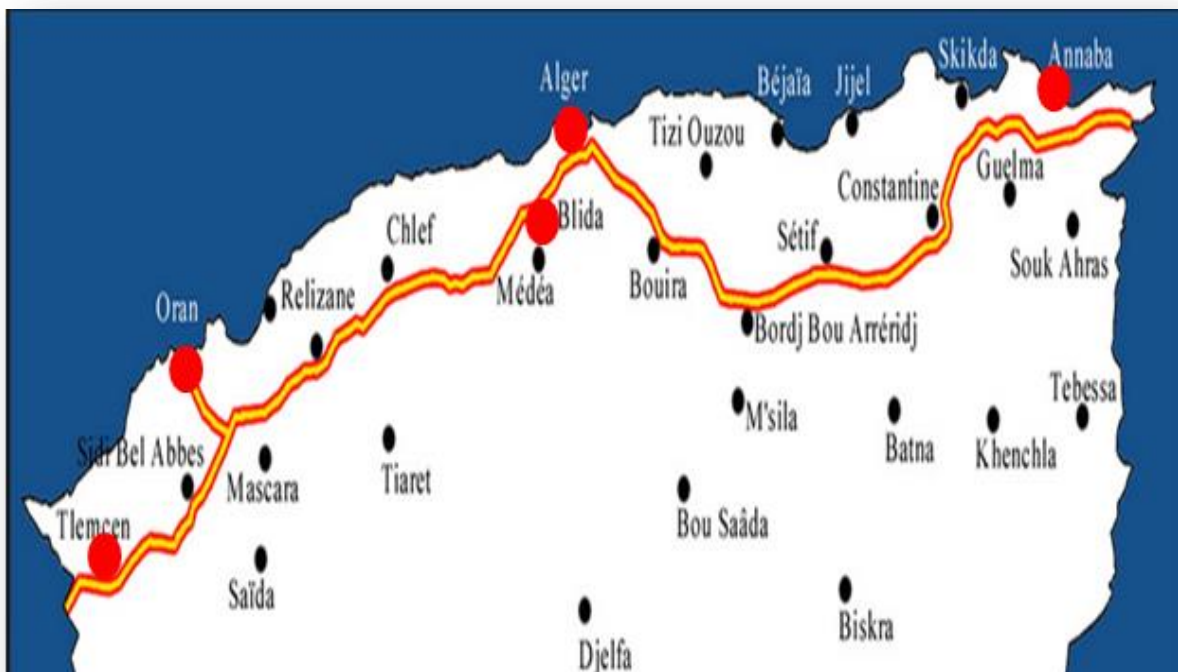 Skikda
Annaba
Alger
Béjaïa
Jijel
Tizi Ouzou
Guelma
Constantine
Blida
Chlef
Sétif
Souk Ahras
Médéa
Bouira
Relizane
Oran
Bordj Bou Arréridj
Tebessa
M'sila
Sidi Bel Abbes
Batna
Khenchla
Tiaret
Mascara
Tlemcen
Bou Saâda
Saïda
Biskra
Djelfa